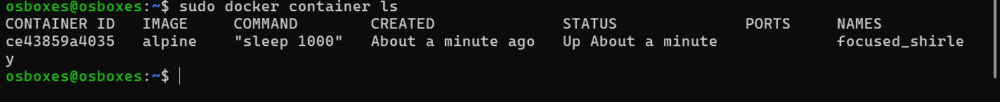 osboxes@osboxes:~$ sudo docker container ls
CONTAINER ID   IMAGE     COMMAND        CREATED              STATUS              PORTS     NAMES
ce43859a4035   alpine    "sleep 1000"   About a minute ago   Up About a minute             focused_shirle
y
osboxes@osboxes:~$